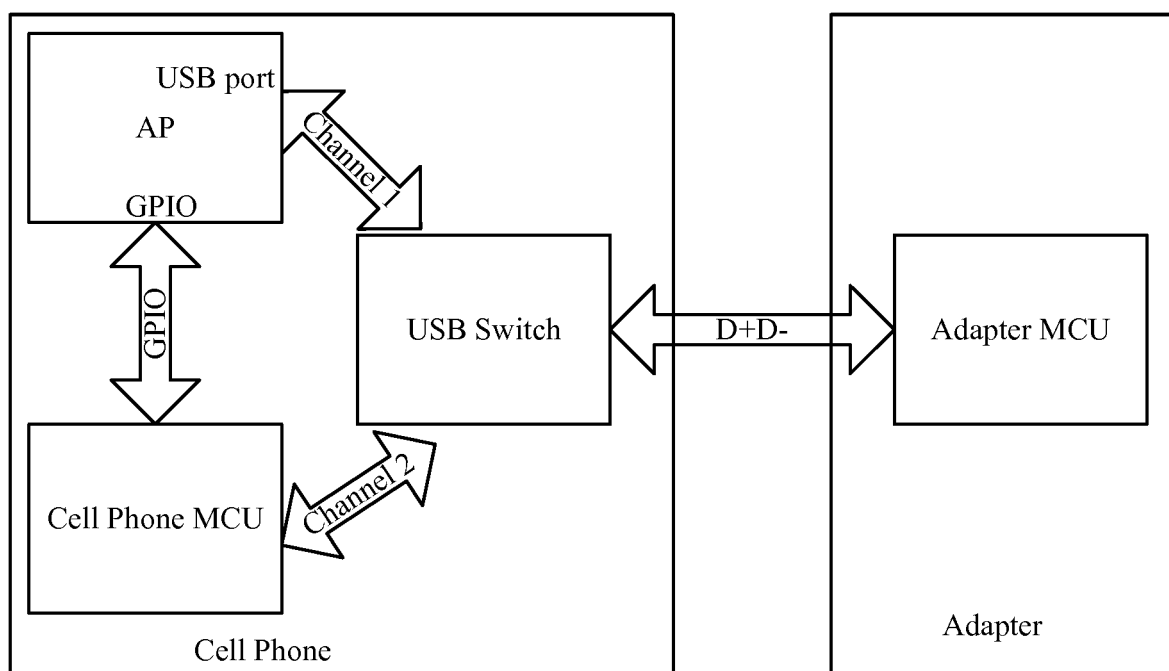 USB port
AP
GPIO
Channel 1
GPIO
USB Switch
D+D-
Adapter MCU
Cell Phone MCU
Channel 2
Cell Phone
Adapter